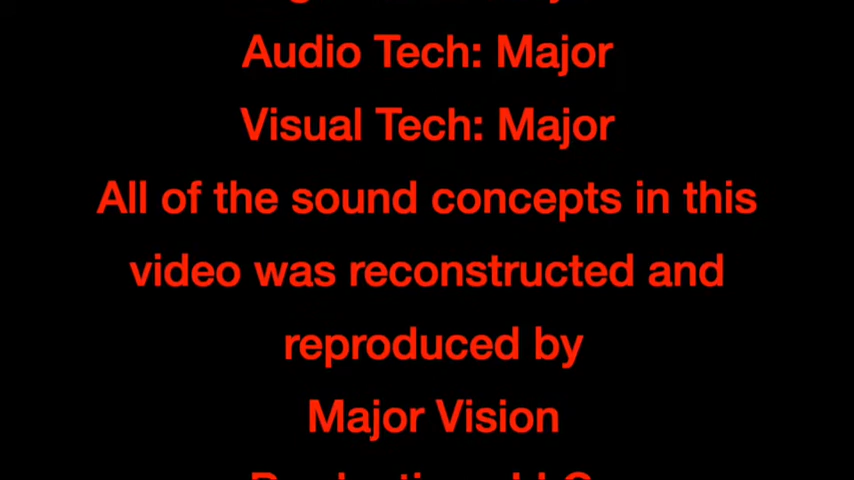 Audio Tech: Major
Visual Tech: Major
All of the sound concepts in this
video was reconstructed and
reproduced by
Major Vision